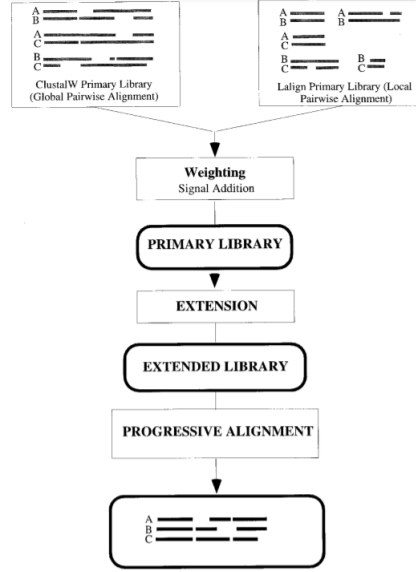 A
B
A
C
B
C
ClustalW Primary Library
(Global Pairwise Alignment)
A
B
A
B
A
C
B
C
B
C
Lalign Primary Library (Local
Pairwise Alignment)
Weighting
Signal Addition
PRIMARY LIBRARY
EXTENSION
EXTENDED LIBRARY
PROGRESSIVE ALIGNMENT
A
B
C